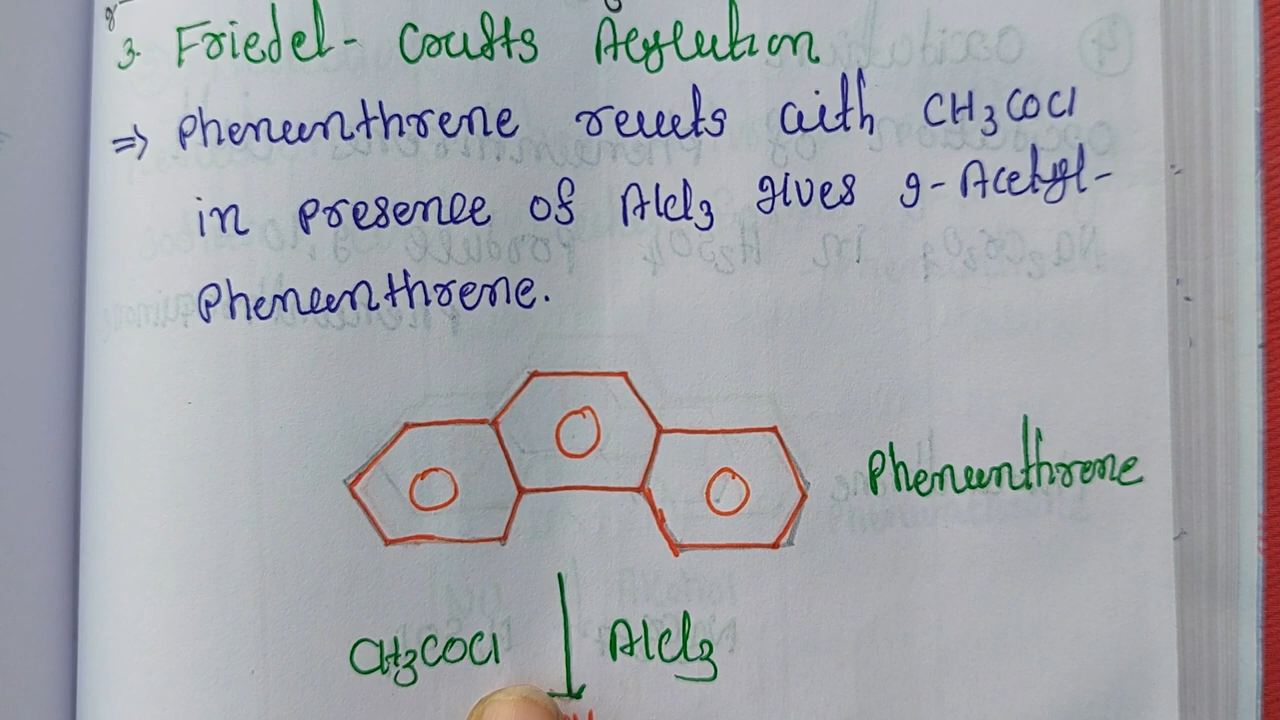 3. Friedel- Crafts Acylation
⇒ Phenanthrene reacts with CH3COCl
in presence of AlCl3 gives 9-Acetyl-
Phenanthrene.
Phenanthrene
CH3COCl AlCl3